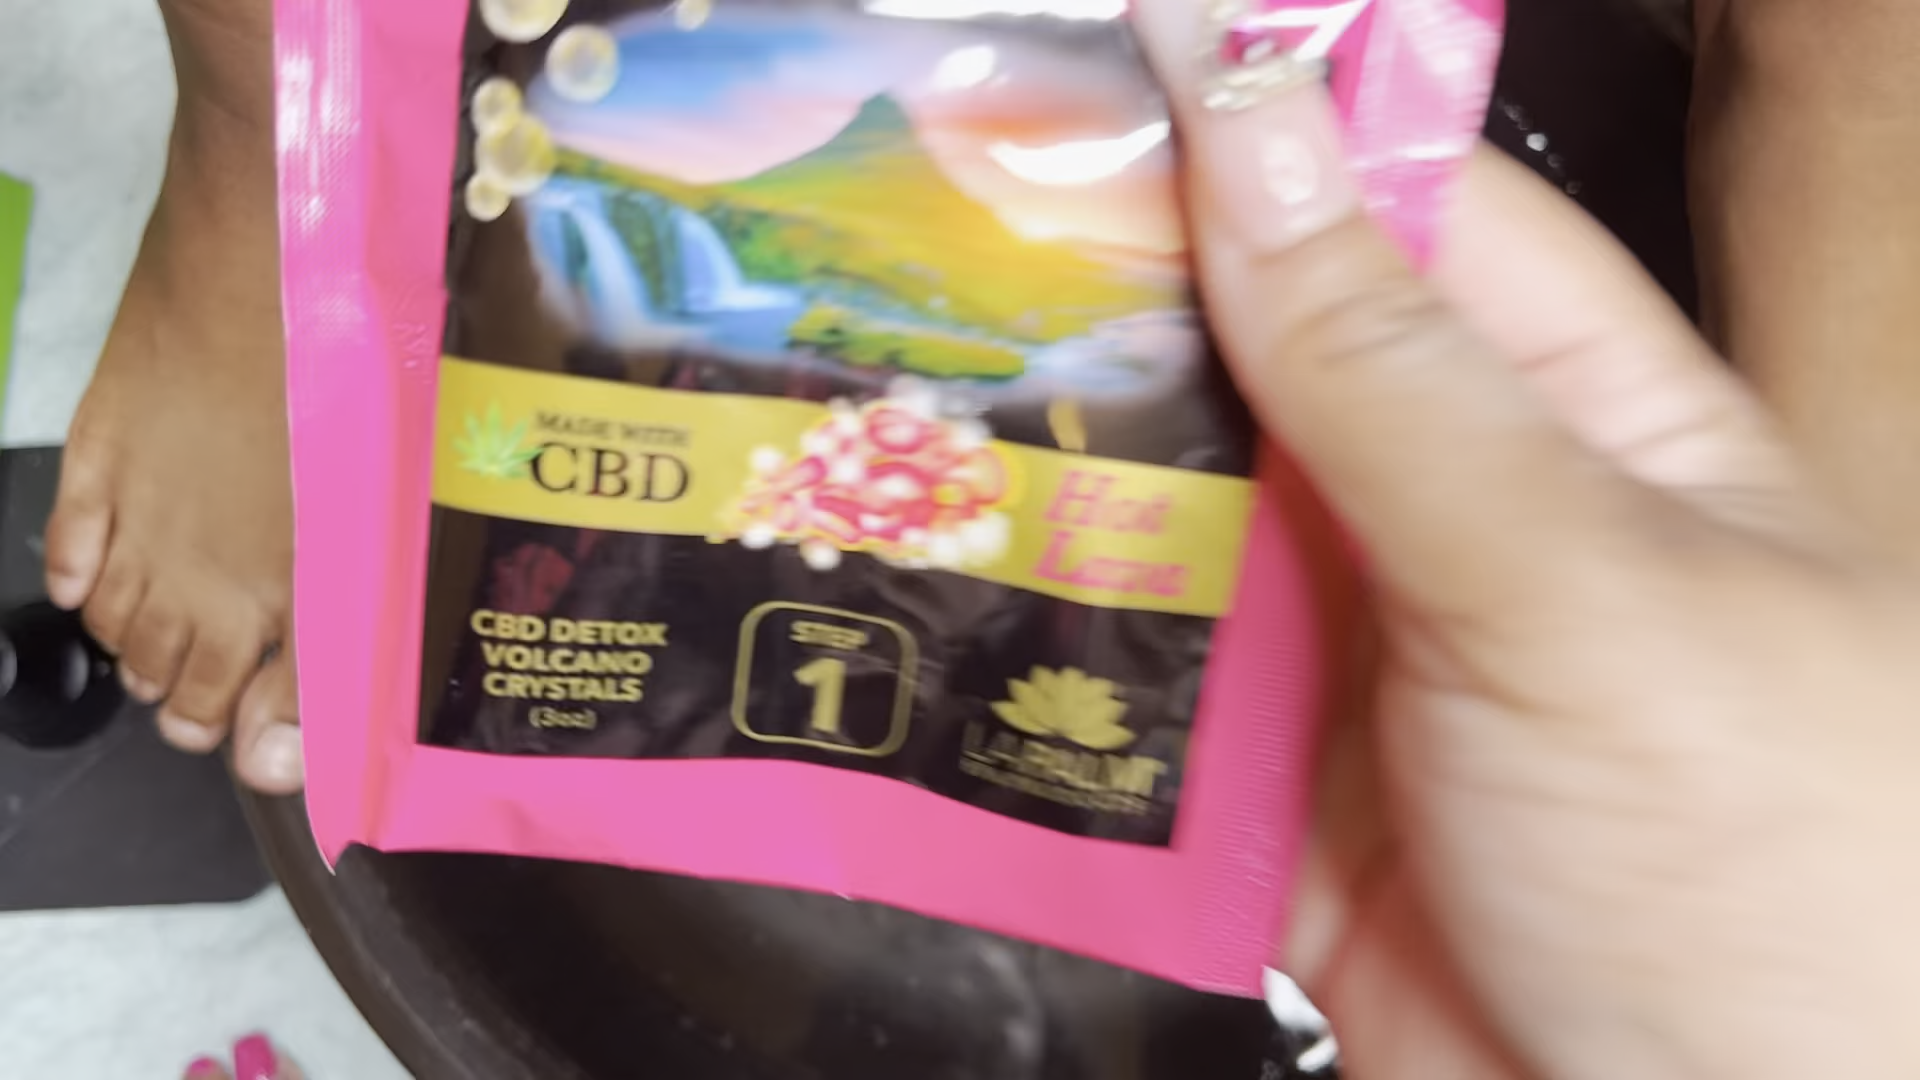 MADE WITH
CBD
Hot
Lava
CBD DETOX
VOLCANO
CRYSTALS
(3oz)
STEP
1
LA PALM